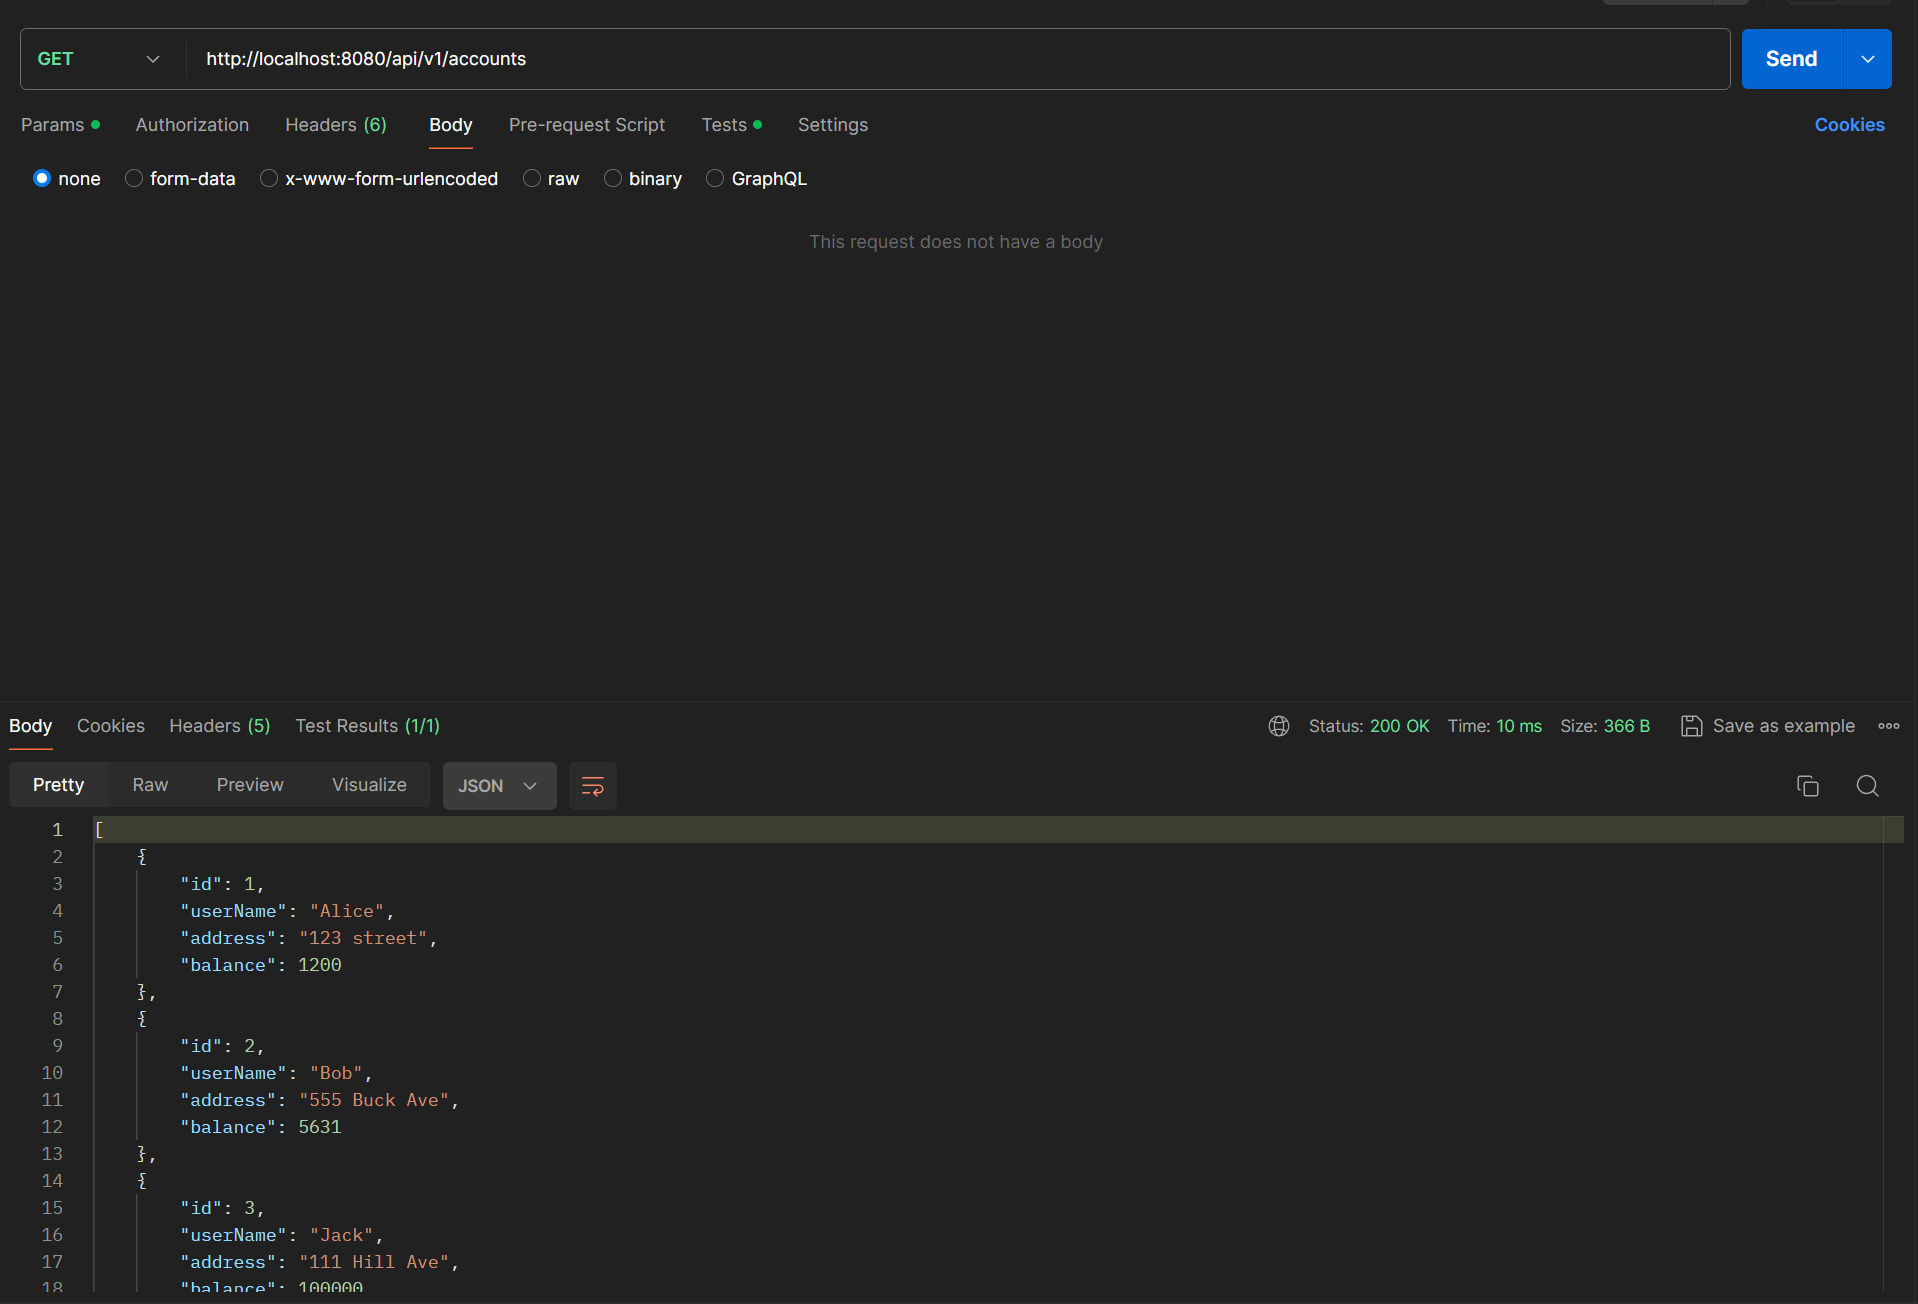 GET http://localhost:8080/api/v1/accounts Send
Params Authorization Headers (6) Body Pre-request Script Tests Settings Cookies
none form-data x-www-form-urlencoded raw binary GraphQL
This request does not have a body
Body Cookies Headers (5) Test Results (1/1) Status: 200 OK Time: 10 ms Size: 366 B Save as example
Pretty Raw Preview Visualize JSON
1 [
2 {
3 "id": 1,
4 "userName": "Alice",
5 "address": "123 street",
6 "balance": 1200
7 },
8 {
9 "id": 2,
10 "userName": "Bob",
11 "address": "555 Buck Ave",
12 "balance": 5631
13 },
14 {
15 "id": 3,
16 "userName": "Jack",
17 "address": "111 Hill Ave",
18 "balance": 100000